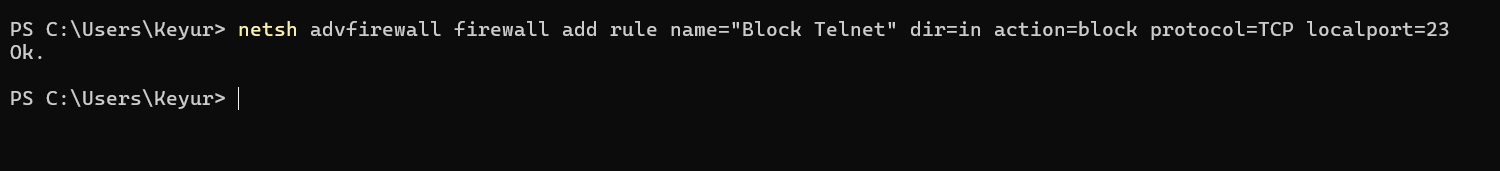 PS C:\Users\Keyur> netsh advfirewall firewall add rule name="Block Telnet" dir=in action=block protocol=TCP localport=23
Ok.
PS C:\Users\Keyur>